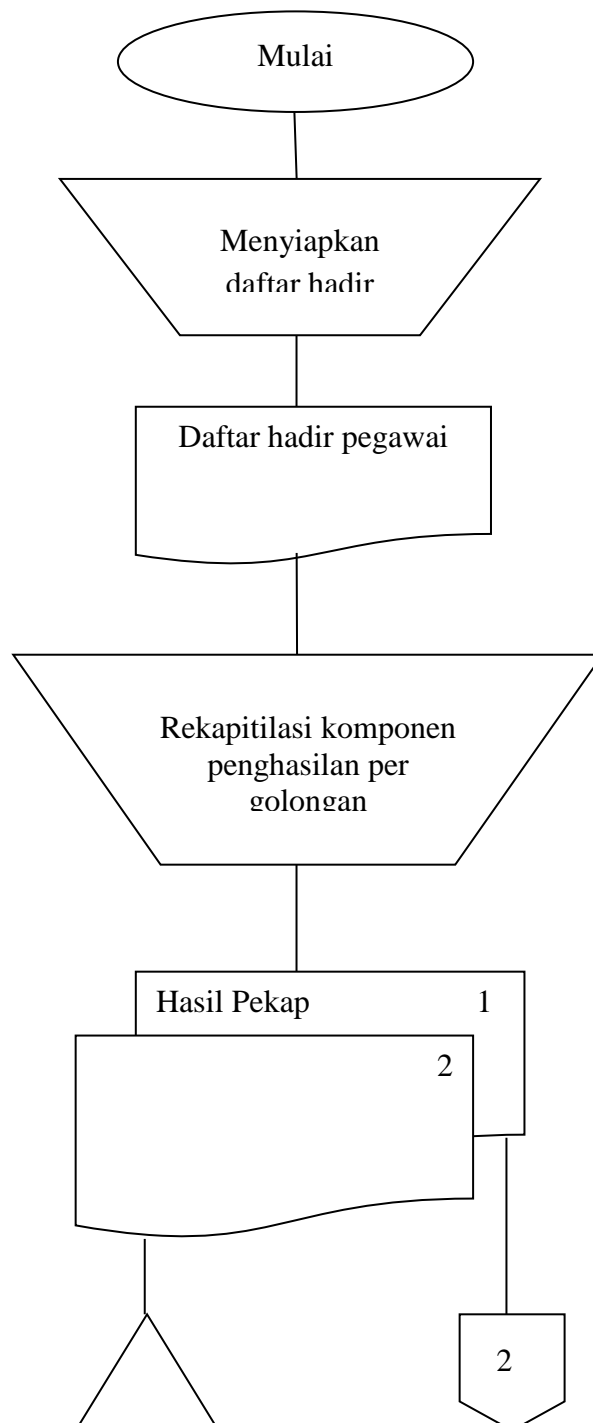 Mulai
Menyiapkan
daftar hadir
Daftar hadir pegawai
Rekapitilasi komponen
penghasilan per
golongan
Hasil Pekap 1
2
2